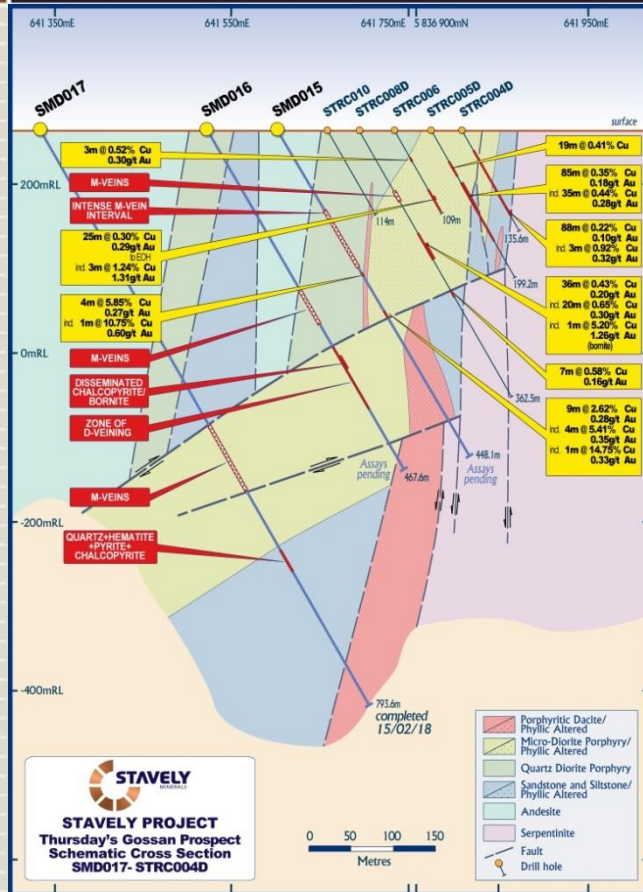 641 350mE
641 550mE
641 750mE
5 836 900mN
641 950mE
SMD017
SMD016
SMD015
STRC010
STRC008D
STRC006
STRC005D
STRC004D
surface
3m @ 0.52% Cu
0.30g/t Au
M-VEINS
INTENSE M-VEIN
INTERVAL
25m @ 0.30% Cu
0.29g/t Au
to EOH
incl. 3m @ 1.24% Cu
1.31g/t Au
4m @ 5.85% Cu
0.27g/t Au
incl. 1m @ 10.75% Cu
0.60g/t Au
M-VEINS
DISSEMINATED
CHALCOPYRITE/
BORNITE
ZONE OF
D-VEINING
M-VEINS
QUARTZ+HEMATITE
+PYRITE+
CHALCOPYRITE
19m @ 0.41% Cu
85m @ 0.35% Cu
0.18g/t Au
incl. 35m @ 0.44% Cu
0.28g/t Au
88m @ 0.22% Cu
0.10g/t Au
incl. 3m @ 0.92% Cu
0.32g/t Au
36m @ 0.43% Cu
0.20g/t Au
incl. 20m @ 0.65% Cu
0.30g/t Au
incl. 1m @ 5.20% Cu
1.26g/t Au
(bornite)
7m @ 0.58% Cu
0.16g/t Au
9m @ 2.62% Cu
0.28g/t Au
incl. 4m @ 5.41% Cu
0.35g/t Au
incl. 1m @ 14.75% Cu
0.33g/t Au
200mRL
0mRL
-200mRL
-400mRL
114m
109m
135.6m
199.2m
362.5m
448.1m
Assays
pending
467.6m
Assays
pending
793.6m
completed
15/02/18
STAVELY
MINERALS
STAVELY PROJECT
Thursday's Gossan Prospect
Schematic Cross Section
SMD017- STRC004D
0 50 100 150
Metres
Porphyritic Dacite/
Phyllic Altered
Micro-Diorite Porphyry/
Phyllic Altered
Quartz Diorite Porphyry
Sandstone and Siltstone/
Phyllic Altered
Andesite
Serpentinite
Fault
Drill hole